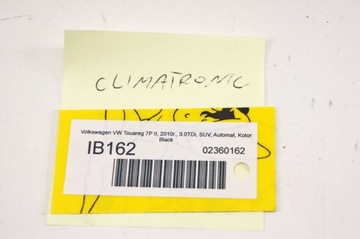 CLIMATRONIC
Volkswagen VW Touareg 7P II, 2010r., 3.0TDi, SUV, Automat, Kolor
Black
IB162
02360162